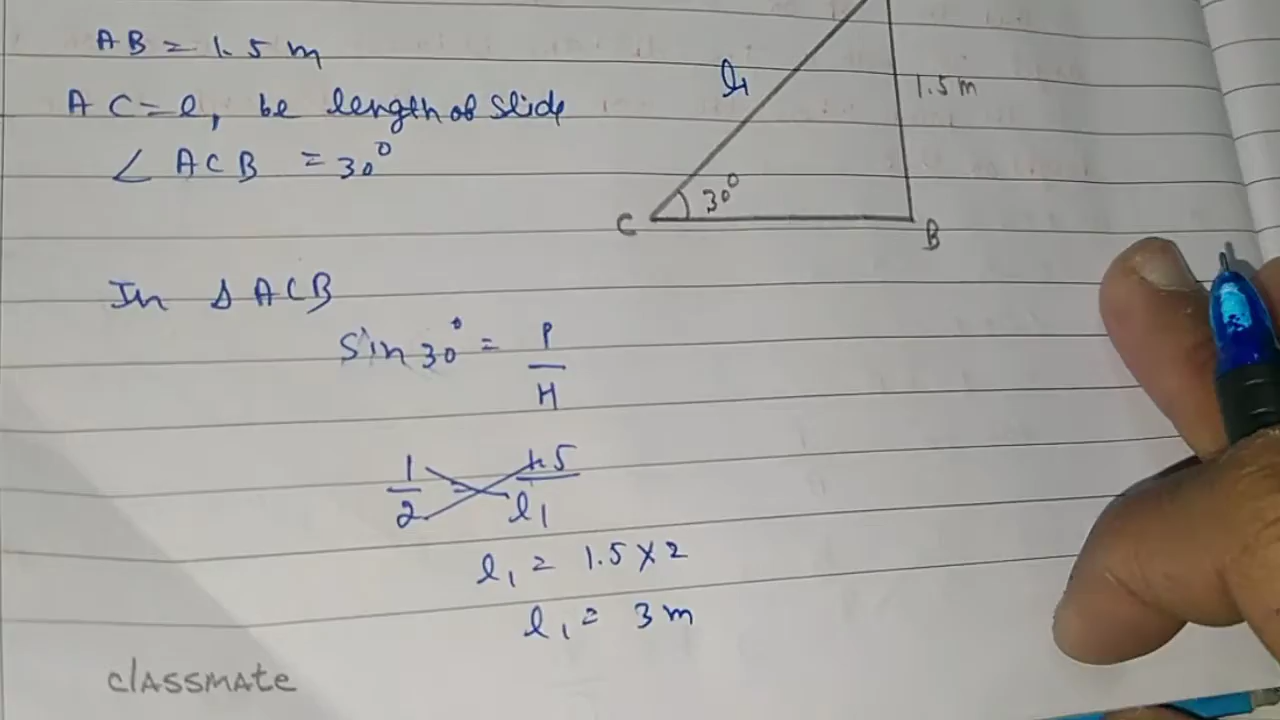 AB = 1.5 m
AC = l, be length of slide
∠ ACB = 30°
l1
1.5 m
30°
C
B
In Δ ACB
Sin 30° = P
H
1 = 1.5
2 l1
l1 = 1.5 × 2
l1 = 3 m
classmate